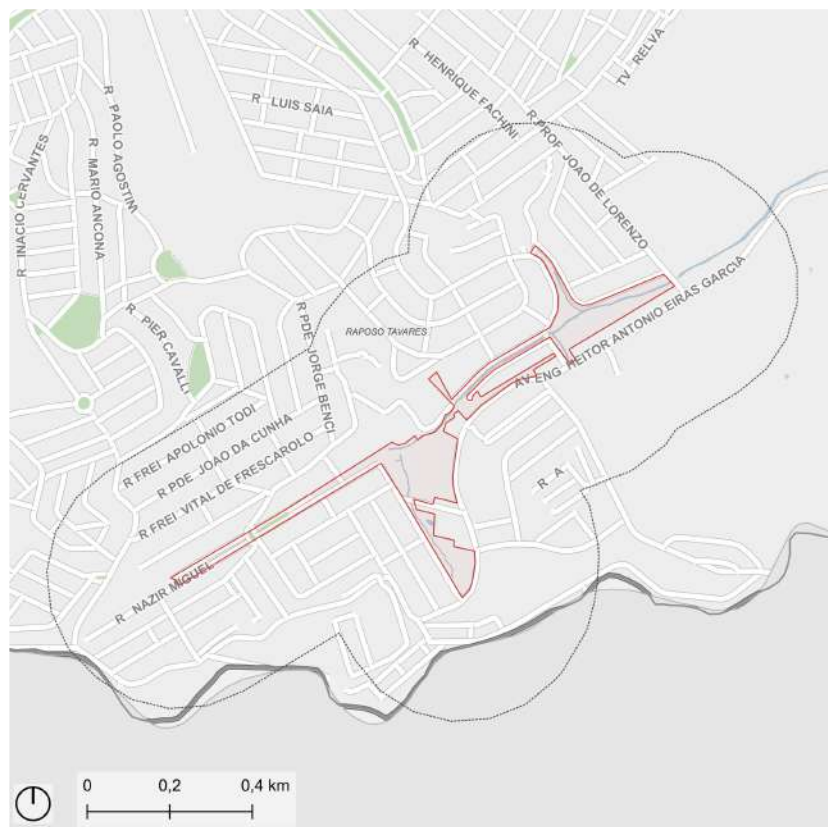 TV RELVA
R HENRIQUE FACHINI
R LUIS SAIA
R PROF JOAO DE LORENZO
R PAOLO AGOSTIM
R INACIO CERVANTES
R MARIO ANCONA
AV ENG HEITOR ANTONIO EIRAS GARCIA
RAPOSO TAVARES
R PIER CAVALLI
R PDE JORGE BENCI
R FREI APOLONIO TODI
R PDE JOAO DA CUNHA
R FREI VITAL DE FRESCAROLO
R A
R NAZIR MIGUEL
0 0,2 0,4 km